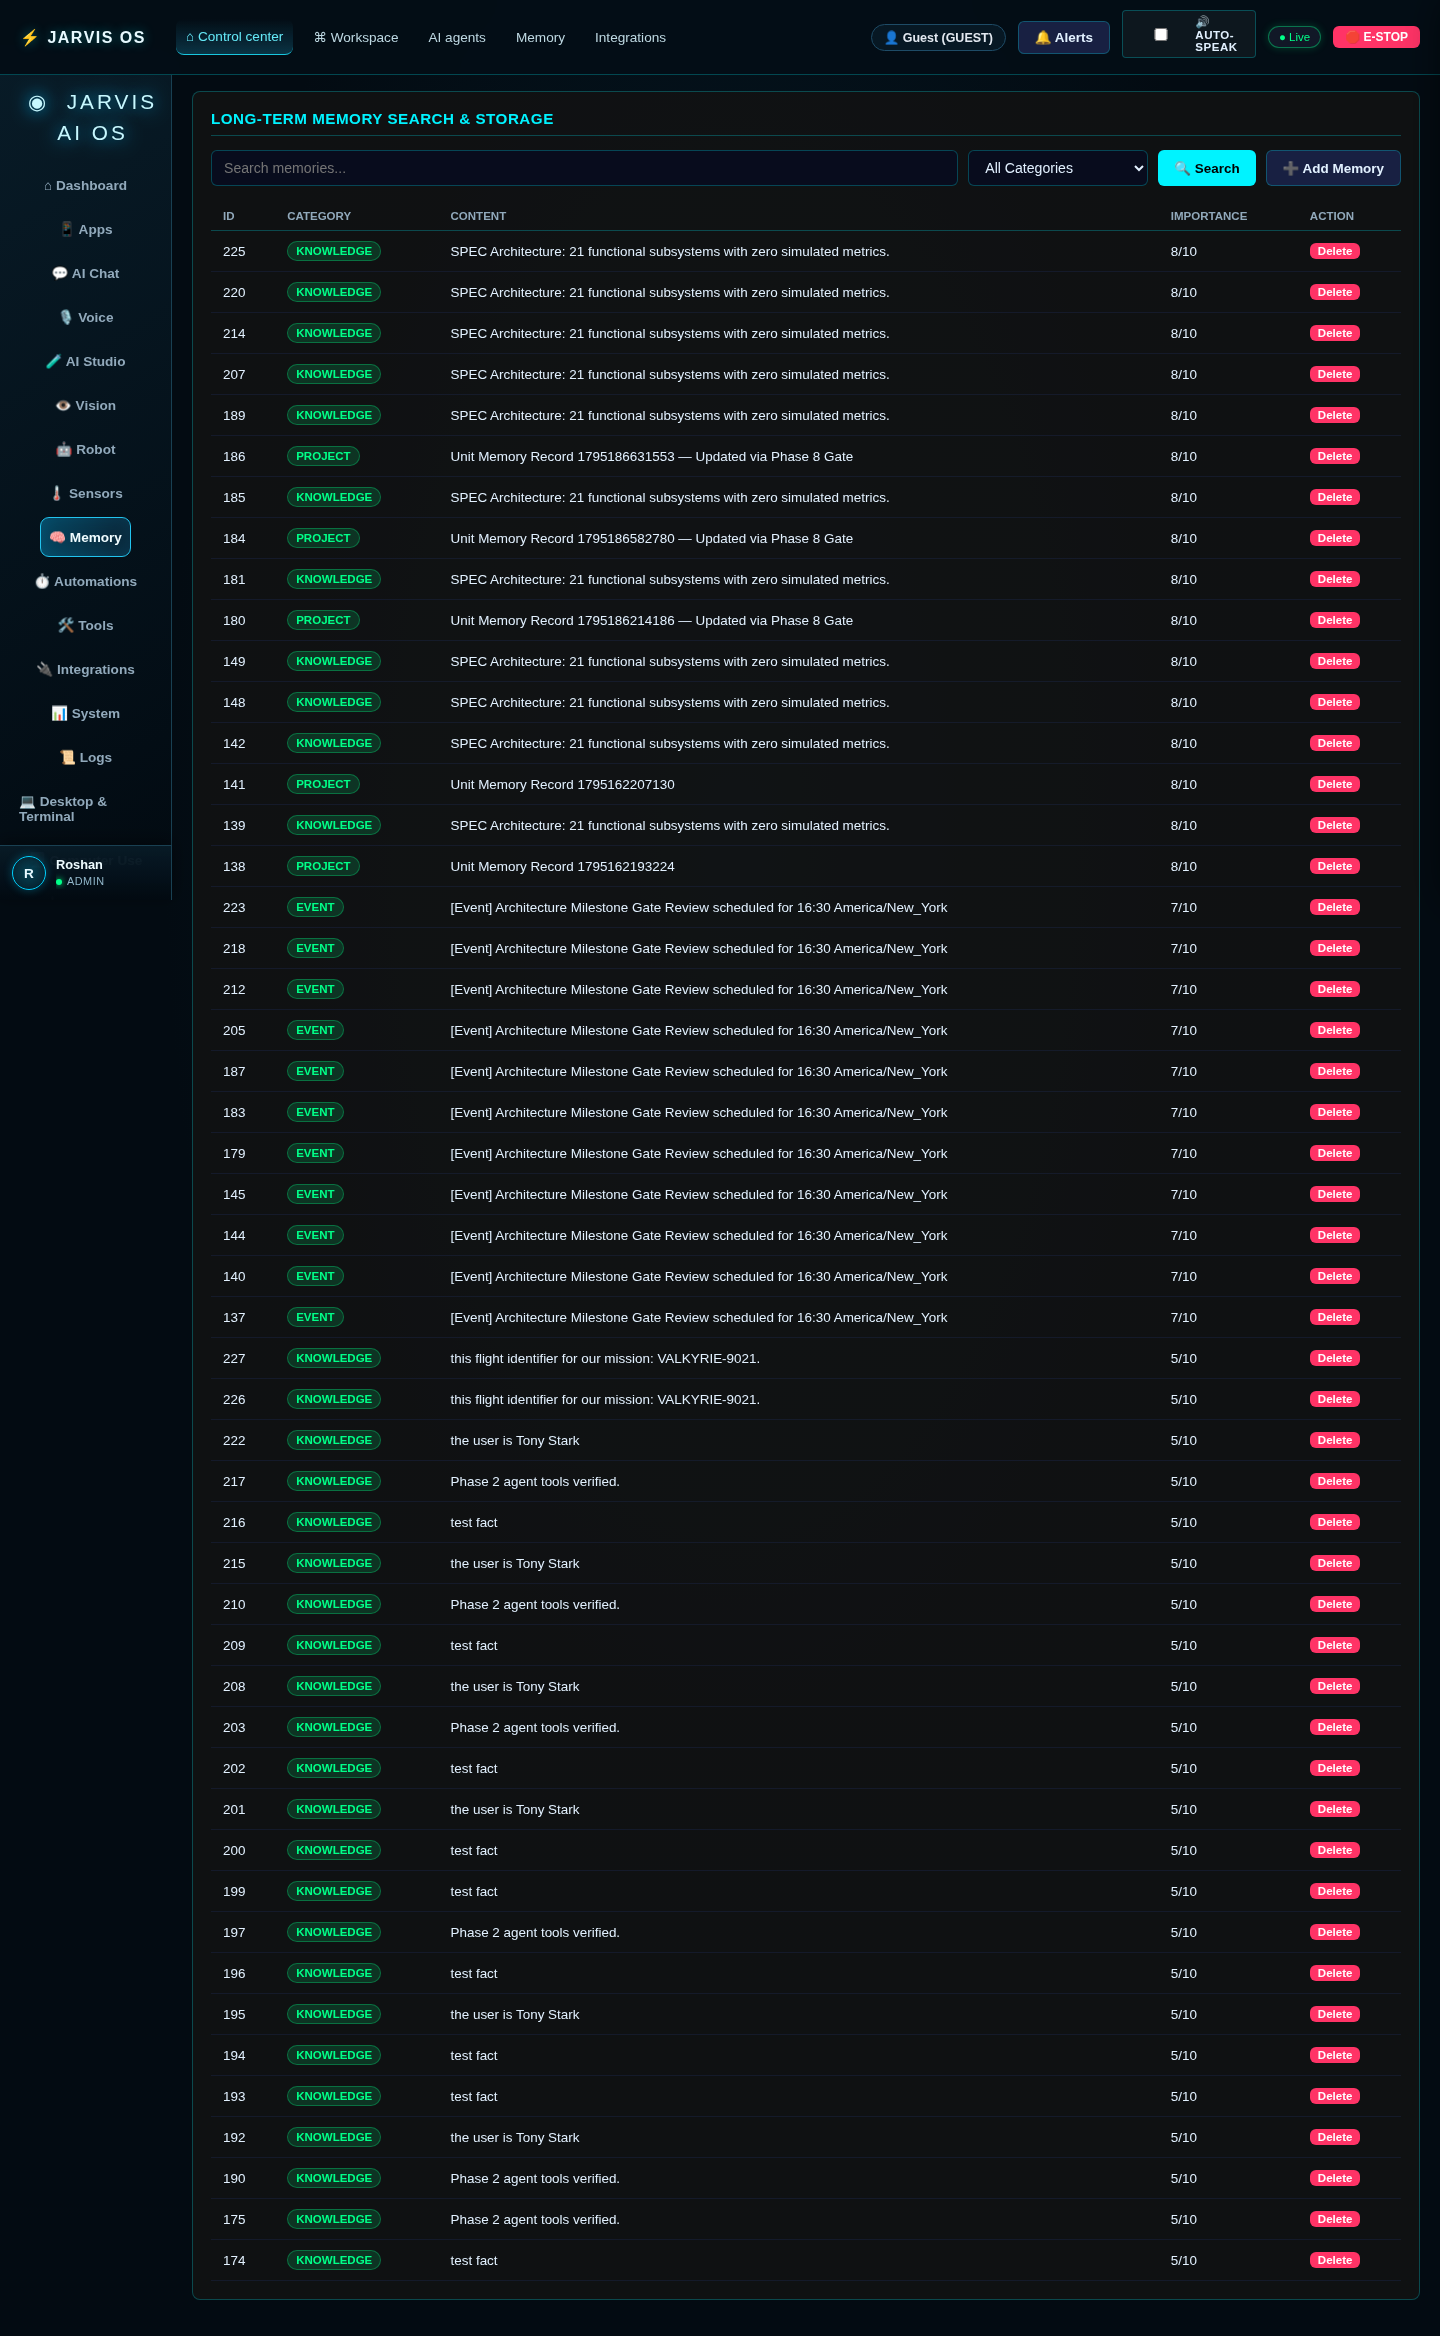 ⚡ JARVIS OS
⌂ Control center
⌘ Workspace
AI agents
Memory
Integrations
👤 Guest (GUEST)
🔔 Alerts
🔊 AUTO-SPEAK
● Live
🛑 E-STOP
◉ JARVIS
AI OS
⌂ Dashboard
📱 Apps
💬 AI Chat
🎙️ Voice
🧪 AI Studio
👁️ Vision
🤖 Robot
🌡️ Sensors
🧠 Memory
⏱️ Automations
🛠️ Tools
🔌 Integrations
📊 System
📜 Logs
💻 Desktop &
Terminal
Use
R
Roshan
ADMIN
LONG-TERM MEMORY SEARCH & STORAGE
Search memories...
All Categories
🔍 Search
➕ Add Memory
ID CATEGORY CONTENT IMPORTANCE ACTION
225 KNOWLEDGE SPEC Architecture: 21 functional subsystems with zero simulated metrics. 8/10 Delete
220 KNOWLEDGE SPEC Architecture: 21 functional subsystems with zero simulated metrics. 8/10 Delete
214 KNOWLEDGE SPEC Architecture: 21 functional subsystems with zero simulated metrics. 8/10 Delete
207 KNOWLEDGE SPEC Architecture: 21 functional subsystems with zero simulated metrics. 8/10 Delete
189 KNOWLEDGE SPEC Architecture: 21 functional subsystems with zero simulated metrics. 8/10 Delete
186 PROJECT Unit Memory Record 1795186631553 — Updated via Phase 8 Gate 8/10 Delete
185 KNOWLEDGE SPEC Architecture: 21 functional subsystems with zero simulated metrics. 8/10 Delete
184 PROJECT Unit Memory Record 1795186582780 — Updated via Phase 8 Gate 8/10 Delete
181 KNOWLEDGE SPEC Architecture: 21 functional subsystems with zero simulated metrics. 8/10 Delete
180 PROJECT Unit Memory Record 1795186214186 — Updated via Phase 8 Gate 8/10 Delete
149 KNOWLEDGE SPEC Architecture: 21 functional subsystems with zero simulated metrics. 8/10 Delete
148 KNOWLEDGE SPEC Architecture: 21 functional subsystems with zero simulated metrics. 8/10 Delete
142 KNOWLEDGE SPEC Architecture: 21 functional subsystems with zero simulated metrics. 8/10 Delete
141 PROJECT Unit Memory Record 1795162207130 8/10 Delete
139 KNOWLEDGE SPEC Architecture: 21 functional subsystems with zero simulated metrics. 8/10 Delete
138 PROJECT Unit Memory Record 1795162193224 8/10 Delete
223 EVENT [Event] Architecture Milestone Gate Review scheduled for 16:30 America/New_York 7/10 Delete
218 EVENT [Event] Architecture Milestone Gate Review scheduled for 16:30 America/New_York 7/10 Delete
212 EVENT [Event] Architecture Milestone Gate Review scheduled for 16:30 America/New_York 7/10 Delete
205 EVENT [Event] Architecture Milestone Gate Review scheduled for 16:30 America/New_York 7/10 Delete
187 EVENT [Event] Architecture Milestone Gate Review scheduled for 16:30 America/New_York 7/10 Delete
183 EVENT [Event] Architecture Milestone Gate Review scheduled for 16:30 America/New_York 7/10 Delete
179 EVENT [Event] Architecture Milestone Gate Review scheduled for 16:30 America/New_York 7/10 Delete
145 EVENT [Event] Architecture Milestone Gate Review scheduled for 16:30 America/New_York 7/10 Delete
144 EVENT [Event] Architecture Milestone Gate Review scheduled for 16:30 America/New_York 7/10 Delete
140 EVENT [Event] Architecture Milestone Gate Review scheduled for 16:30 America/New_York 7/10 Delete
137 EVENT [Event] Architecture Milestone Gate Review scheduled for 16:30 America/New_York 7/10 Delete
227 KNOWLEDGE this flight identifier for our mission: VALKYRIE-9021. 5/10 Delete
226 KNOWLEDGE this flight identifier for our mission: VALKYRIE-9021. 5/10 Delete
222 KNOWLEDGE the user is Tony Stark 5/10 Delete
217 KNOWLEDGE Phase 2 agent tools verified. 5/10 Delete
216 KNOWLEDGE test fact 5/10 Delete
215 KNOWLEDGE the user is Tony Stark 5/10 Delete
210 KNOWLEDGE Phase 2 agent tools verified. 5/10 Delete
209 KNOWLEDGE test fact 5/10 Delete
208 KNOWLEDGE the user is Tony Stark 5/10 Delete
203 KNOWLEDGE Phase 2 agent tools verified. 5/10 Delete
202 KNOWLEDGE test fact 5/10 Delete
201 KNOWLEDGE the user is Tony Stark 5/10 Delete
200 KNOWLEDGE test fact 5/10 Delete
199 KNOWLEDGE test fact 5/10 Delete
197 KNOWLEDGE Phase 2 agent tools verified. 5/10 Delete
196 KNOWLEDGE test fact 5/10 Delete
195 KNOWLEDGE the user is Tony Stark 5/10 Delete
194 KNOWLEDGE test fact 5/10 Delete
193 KNOWLEDGE test fact 5/10 Delete
192 KNOWLEDGE the user is Tony Stark 5/10 Delete
190 KNOWLEDGE Phase 2 agent tools verified. 5/10 Delete
175 KNOWLEDGE Phase 2 agent tools verified. 5/10 Delete
174 KNOWLEDGE test fact 5/10 Delete